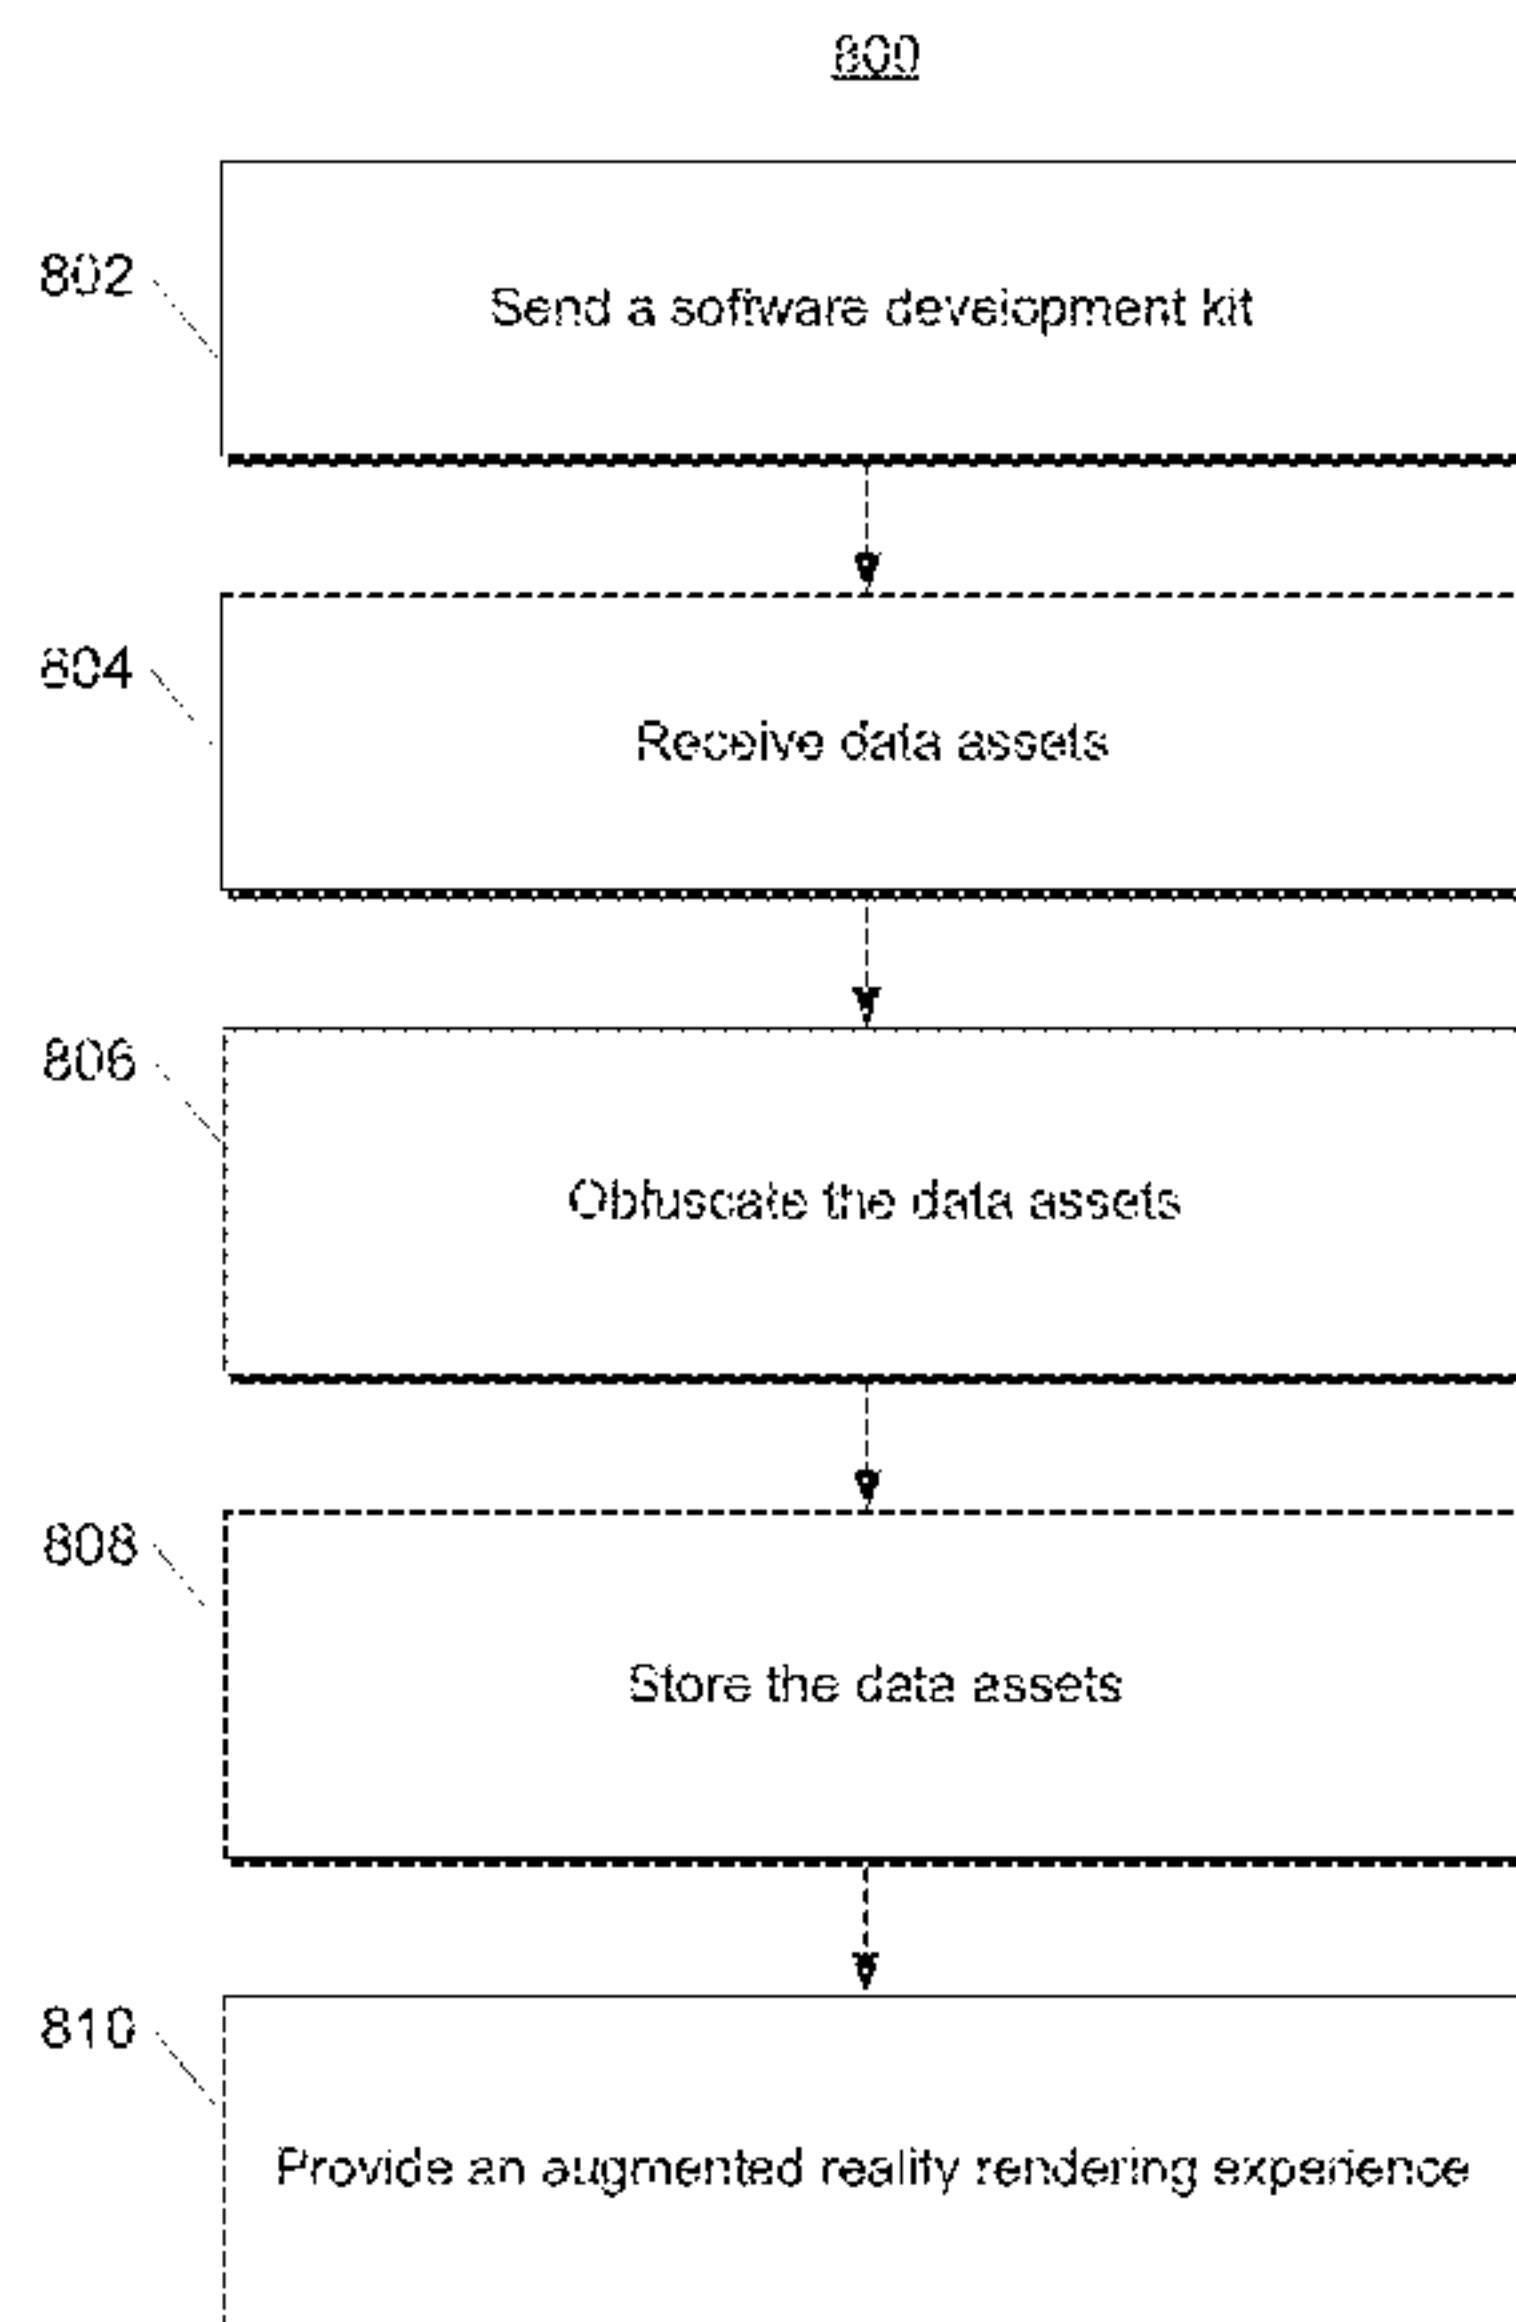 800
802
Send a software development kit
804
Receive data assets
806
Obfuscate the data assets
808
Store the data assets
810
Provide an augmented reality rendering experience